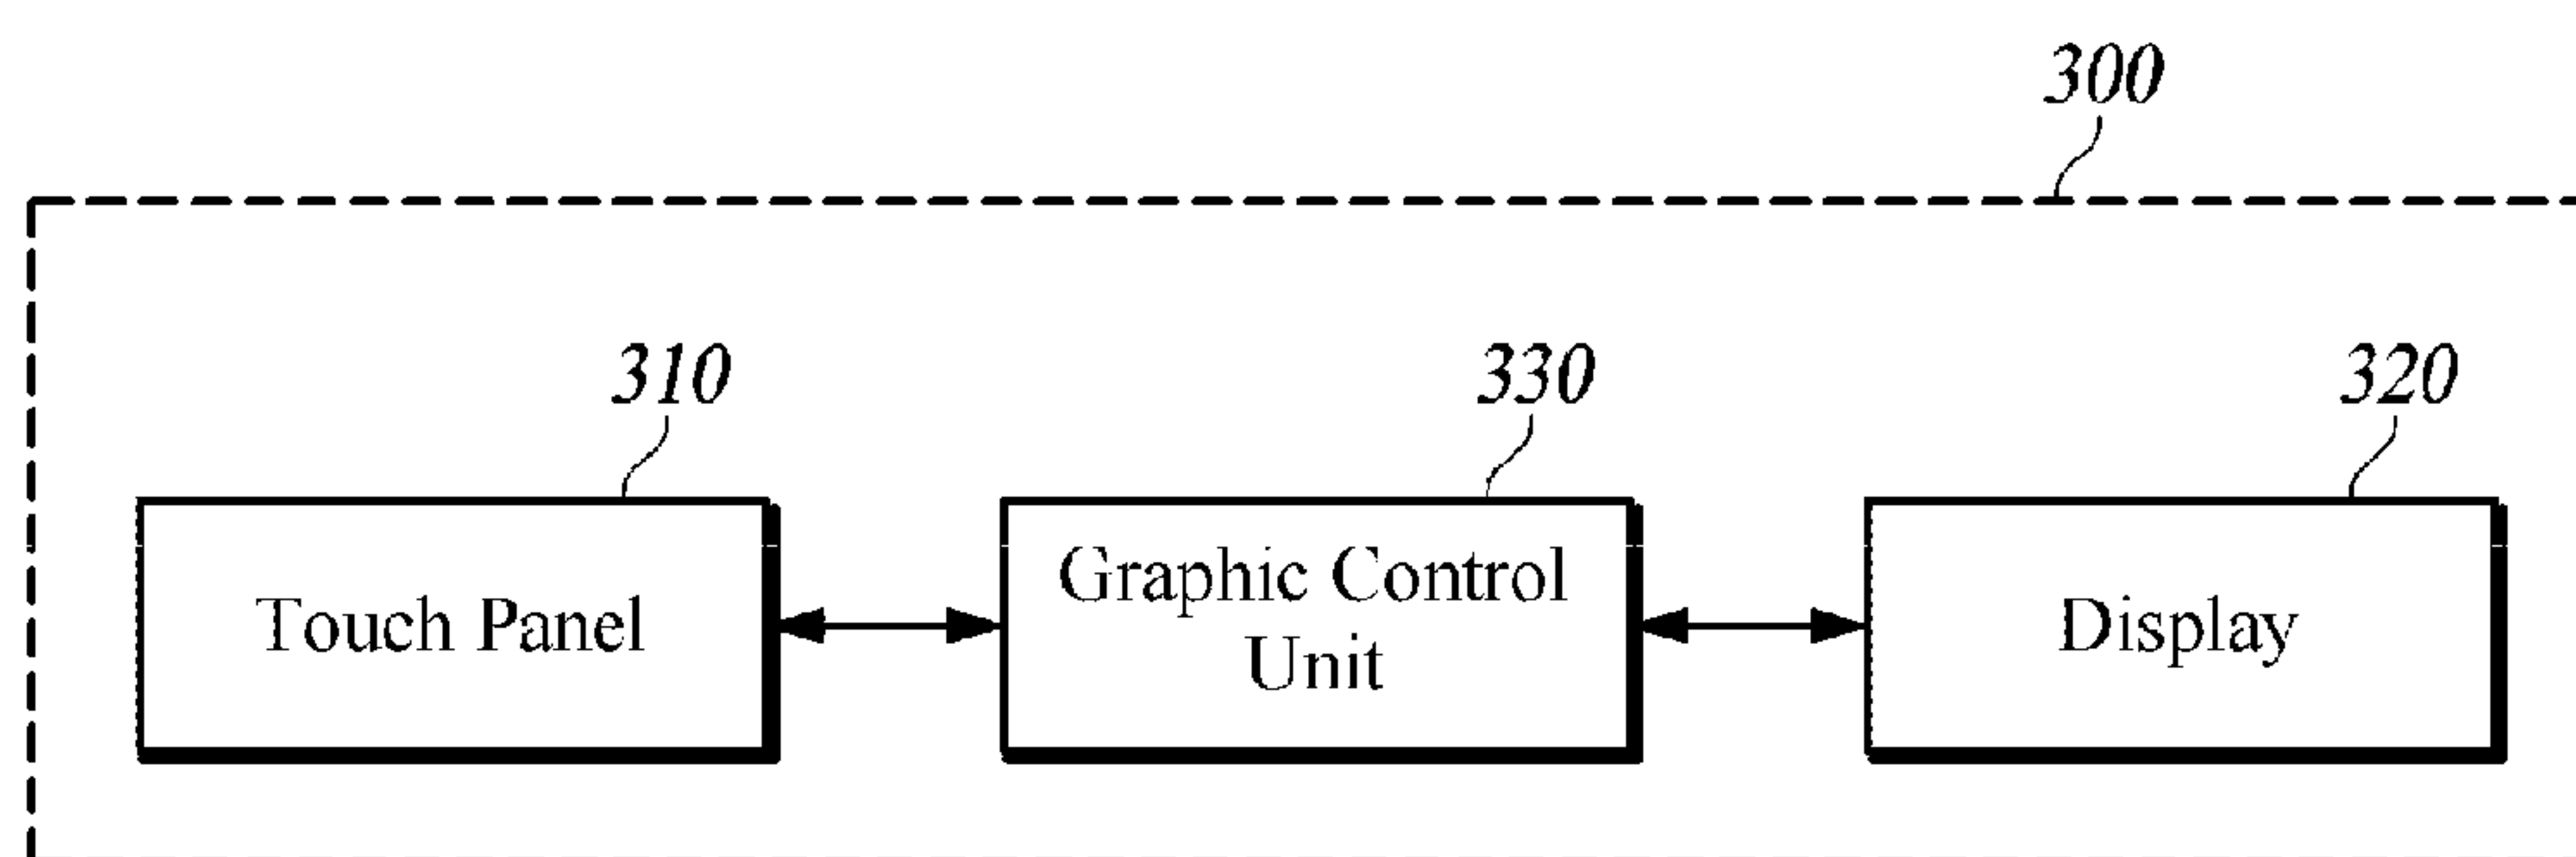 300
310
330
320
Touch Panel
Graphic Control
Unit
Display